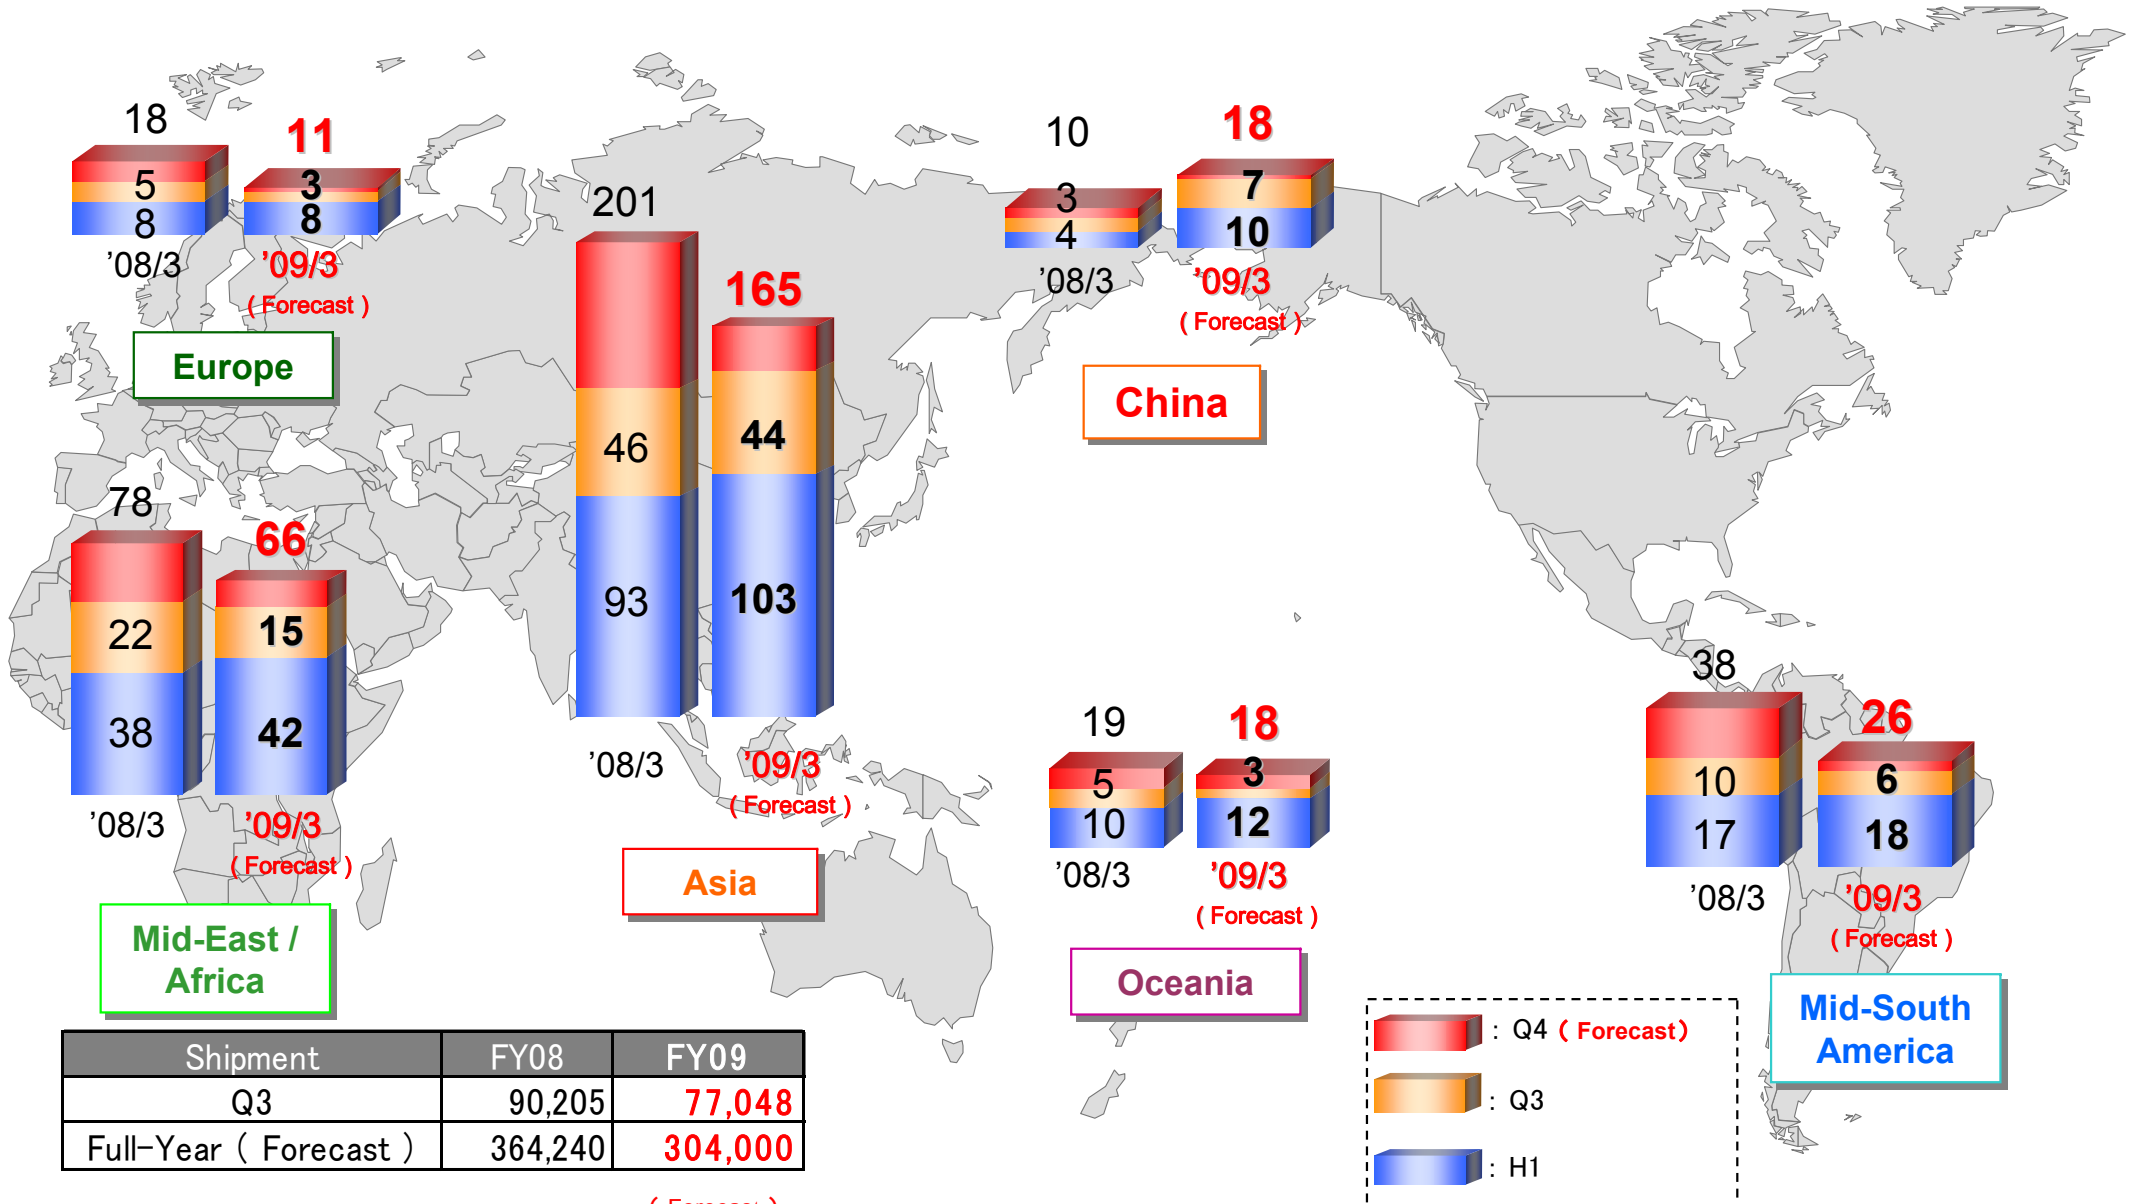 18
5
8
'08/3
11
3
8
'09/3
( Forecast )
Europe
201
46
93
'08/3
165
44
103
'09/3
( Forecast )
Asia
10
3
4
'08/3
18
7
10
'09/3
( Forecast )
China
78
22
38
'08/3
66
15
42
'09/3
( Forecast )
Mid-East /
Africa
19
5
10
'08/3
18
3
12
'09/3
( Forecast )
Oceania
38
10
17
'08/3
26
6
18
'09/3
( Forecast )
Mid-South
America
Shipment FY08 FY09
Q3 90,205 77,048
Full-Year ( Forecast ) 364,240 304,000
( Forecast )
: Q4 ( Forecast)
: Q3
: H1